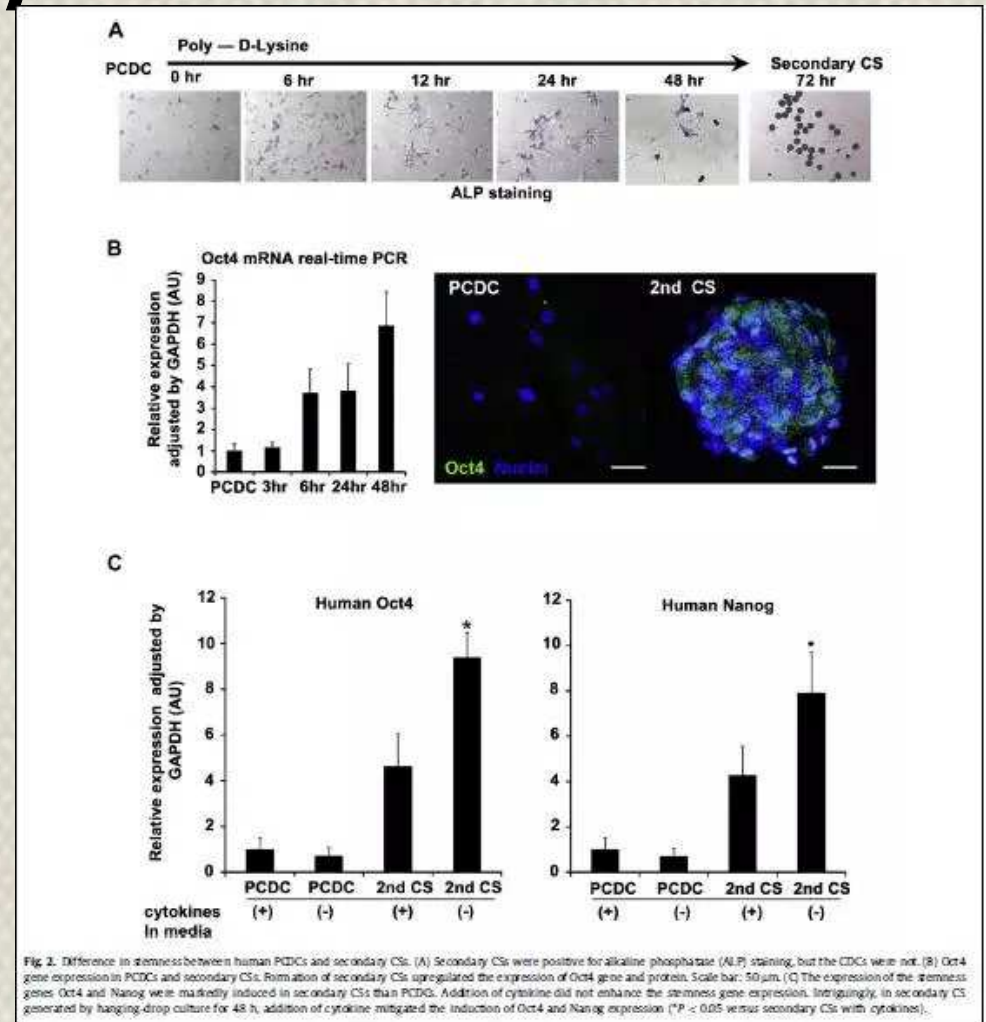 A
Poly — D-Lysine
PCDC
Secondary CS
0 hr 6 hr 12 hr 24 hr 48 hr 72 hr
ALP staining
B
Oct4 mRNA real-time PCR
Relative expression
adjusted by GAPDH (AU)
9
8
7
6
5
4
3
2
1
0
PCDC 3hr 6hr 24hr 48hr
PCDC 2nd CS
Oct4 Nuclei
C
Relative expression adjusted by
GAPDH (AU)
Human Oct4
12
10
8
6
4
2
0
*
PCDC PCDC 2nd CS 2nd CS
cytokines (+) (-) (+) (-)
In media
Human Nanog
12
10
8
6
4
2
0
*
PCDC PCDC 2nd CS 2nd CS
(+) (-) (+) (-)
Fig. 2. Difference in stemness between human PCDCs and secondary CSs. (A) Secondary CSs were positive for alkaline phosphatase (ALP) staining, but the CDCs were not. (B) Oct4
gene expression in PCDCs and secondary CSs. Formation of secondary CSs upregulated the expression of Oct4 gene and protein. Scale bar: 50 μm. (C) The expression of the stemness
genes Oct4 and Nanog were markedly induced in secondary CSs than PCDCs. Addition of cytokine did not enhance the stemness gene expression. Intriguingly, in secondary CS
generated by hanging-drop culture for 48 h, addition of cytokine mitigated the induction of Oct4 and Nanog expression (*P < 0.05 versus secondary CSs with cytokines).